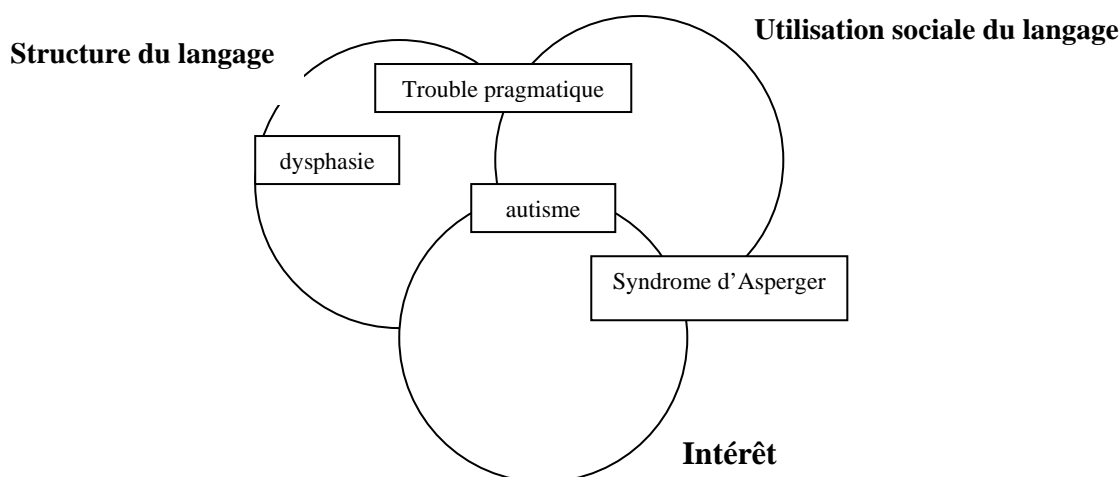 Structure du langage
Utilisation sociale du langage
Trouble pragmatique
dysphasie
autisme
Syndrome d’Asperger
Intérêt